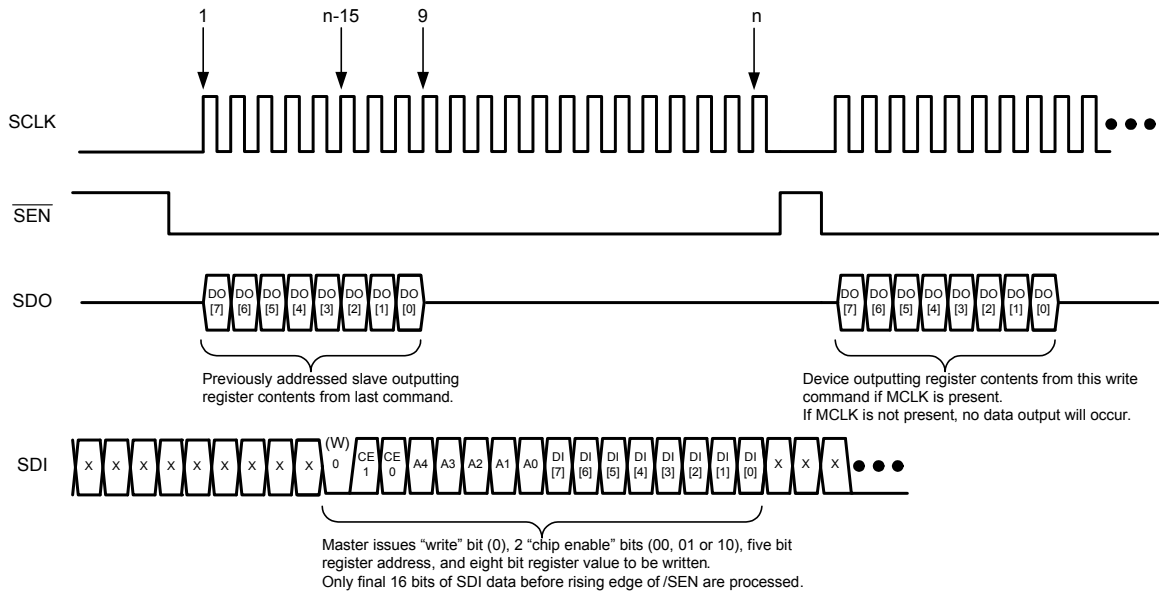 1 n-15 9 n
SCLK
SEN
SDO
DO [7] DO [6] DO [5] DO [4] DO [3] DO [2] DO [1] DO [0] DO [7] DO [6] DO [5] DO [4] DO [3] DO [2] DO [1] DO [0]
Previously addressed slave outputting
register contents from last command.
Device outputting register contents from this write
command if MCLK is present.
If MCLK is not present, no data output will occur.
SDI
X X X X X X X X X (W) 0 CE 1 CE 0 A4 A3 A2 A1 A0 DI [7] DI [6] DI [5] DI [4] DI [3] DI [2] DI [1] DI [0] X X X
Master issues “write” bit (0), 2 “chip enable” bits (00, 01 or 10), five bit
register address, and eight bit register value to be written.
Only final 16 bits of SDI data before rising edge of /SEN are processed.